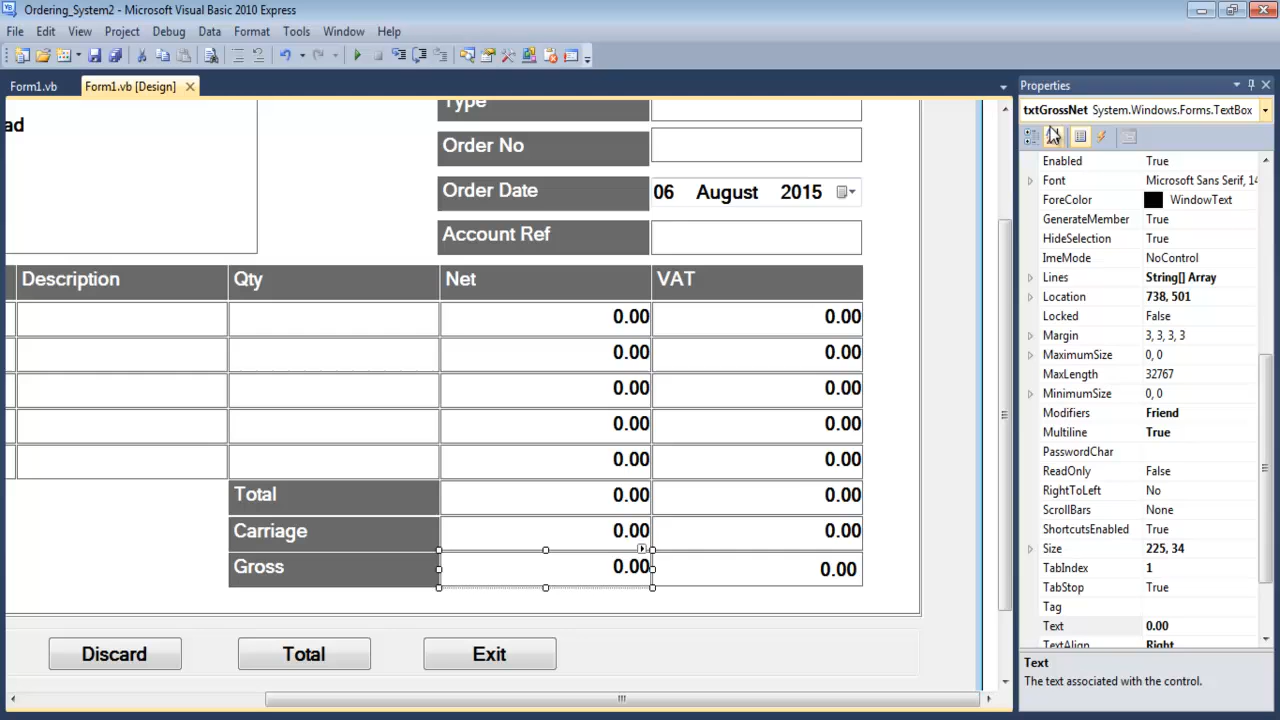 Ordering_System2 - Microsoft Visual Basic 2010 Express
File Edit View Project Debug Format Data Tools Window Help
Form1.vb Form1.vb [Design]
Properties
txtGrossNet System.Windows.Forms.TextBox
ad
Type
Order No
Order Date 06 August 2015
Account Ref
Description Qty Net VAT
0.00 0.00
0.00 0.00
0.00 0.00
0.00 0.00
0.00 0.00
Total 0.00 0.00
Carriage 0.00 0.00
Gross 0.00 0.00
Discard Total Exit
Enabled True
Font Microsoft Sans Serif, 14
ForeColor WindowText
GenerateMember True
HideSelection True
ImeMode NoControl
Lines String[] Array
Location 738, 501
Locked False
Margin 3, 3, 3, 3
MaximumSize 0, 0
MaxLength 32767
MinimumSize 0, 0
Modifiers Friend
Multiline True
PasswordChar
ReadOnly False
RightToLeft No
ScrollBars None
ShortcutsEnabled True
Size 225, 34
TabIndex 1
TabStop True
Tag
Text 0.00
TextAlign Right
Text
The text associated with the control.